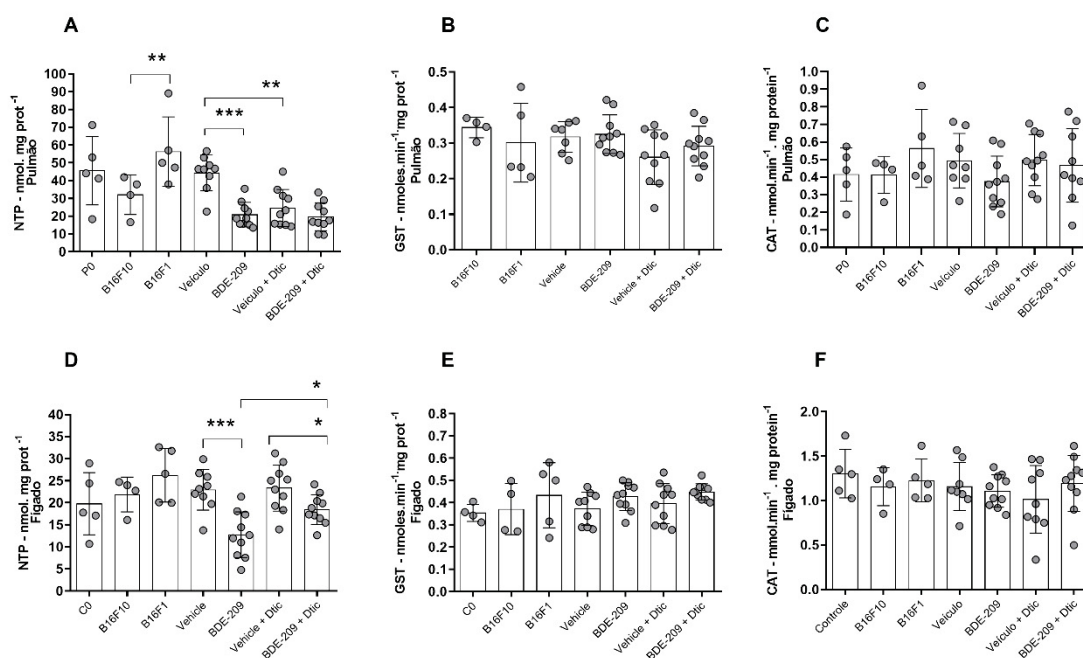 A
NTP - nmol. mg prot -1
Pulmão
100
90
80
70
60
50
40
30
20
10
0
**
**
***
P0
B16F10
B16F1
Veículo
BDE-209
Veículo + Dtic
BDE-209 + Dtic
B
GST - nmoles.min-1.mg prot -1
Pulmão
0.5
0.4
0.3
0.2
0.1
0.0
B16F10
B16F1
Vehicle
BDE-209
Vehicle + Dtic
BDE-209 + Dtic
C
CAT - mmol.min-1 . mg protein-1
Pulmão
1.0
0.9
0.8
0.7
0.6
0.5
0.4
0.3
0.2
0.1
0.0
P0
B16F10
B16F1
Veículo
BDE-209
Veículo + Dtic
BDE-209 + Dtic
D
NTP - nmol. mg prot -1
Fígado
40
35
30
25
20
15
10
5
0
*
***
*
C0
B16F10
B16F1
Vehicle
BDE-209
Vehicle + Dtic
BDE-209 + Dtic
E
GST - nmoles.min-1.mg prot -1
Fígado
0.8
0.7
0.6
0.5
0.4
0.3
0.2
0.1
0.0
C0
B16F10
B16F1
Vehicle
BDE-209
Vehicle + Dtic
BDE-209 + Dtic
F
CAT - mmol.min-1 . mg protein-1
Fígado
2.0
1.5
1.0
0.5
0.0
Controle
B16F10
B16F1
Veículo
BDE-209
Veículo + Dtic
BDE-209 + Dtic